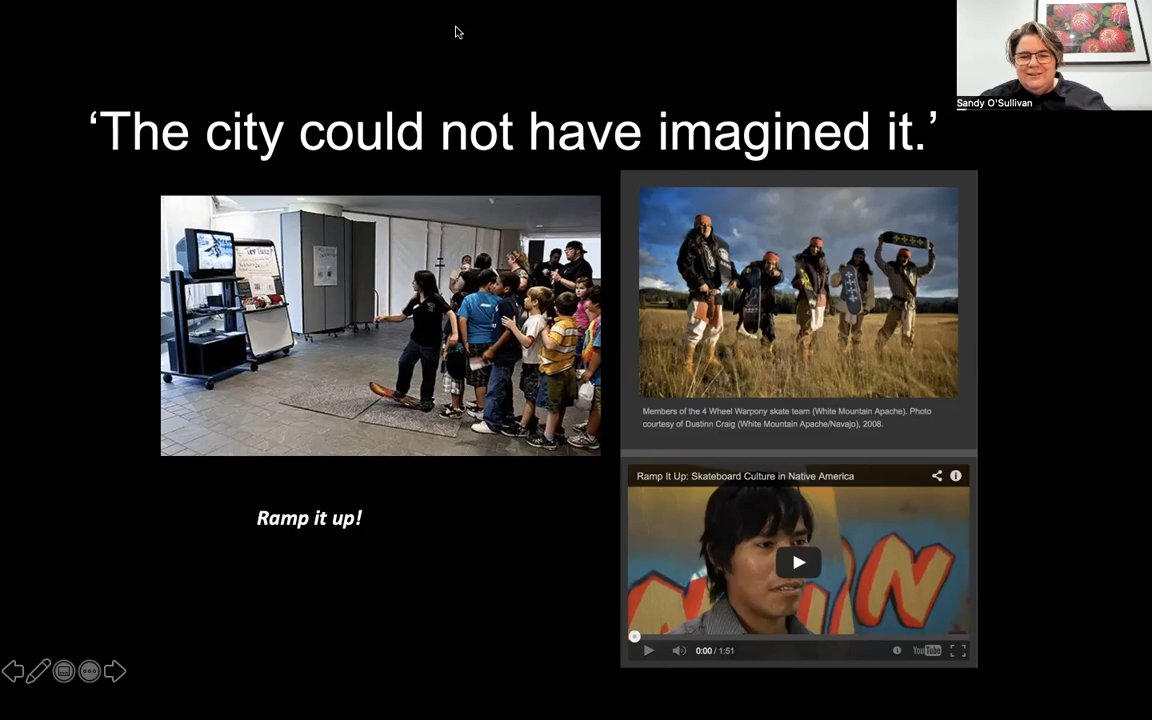 Sandy O'Sullivan
‘The city could not have imagined it.’
Members of the 4 Wheel Warpony skate team (White Mountain Apache). Photo
courtesy of Dustinn Craig (White Mountain Apache/Navajo), 2008.
Ramp It Up: Skateboard Culture in Native America
Ramp it up!
0:00 / 1:51
YouTube